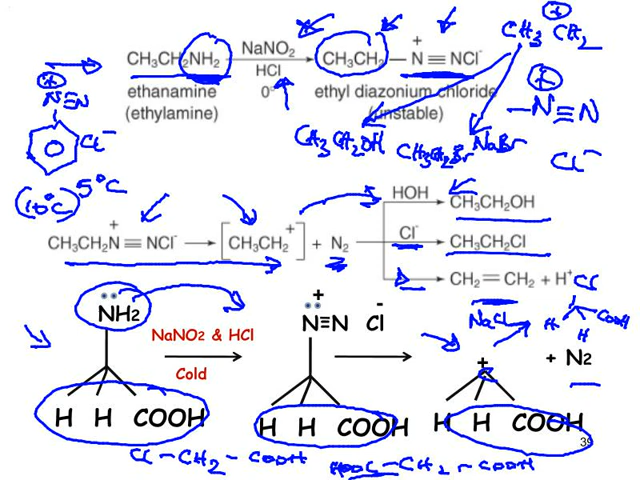 CH₃CH₂NH₂ NaNO₂ HCl 0° CH₃CH₂—N⁺≡NCl⁻
ethanamine ethyl diazonium chloride
(ethylamine) (unstable)
CH₃ CH₂ ⊕
⊕ N≡N
Cl⁻
⊕ —N≡N
Cl⁻
CH₃CH₂OH CH₃CH₂Br NaBr
(10°C) 5°C
CH₃CH₂N⁺≡NCl⁻ → [CH₃CH₂⁺] + N₂
HOH CH₃CH₂OH
Cl⁻ CH₃CH₂Cl
CH₂=CH₂ + H⁺
NaCl
Cl
H COOH
H
NH₂ NaNO₂ & HCl N⁺≡N Cl⁻ + + N₂
Cold
H H COOH H H COOH H H COOH
Cl-CH₂-COOH HOOC-CH₂-COOH
39